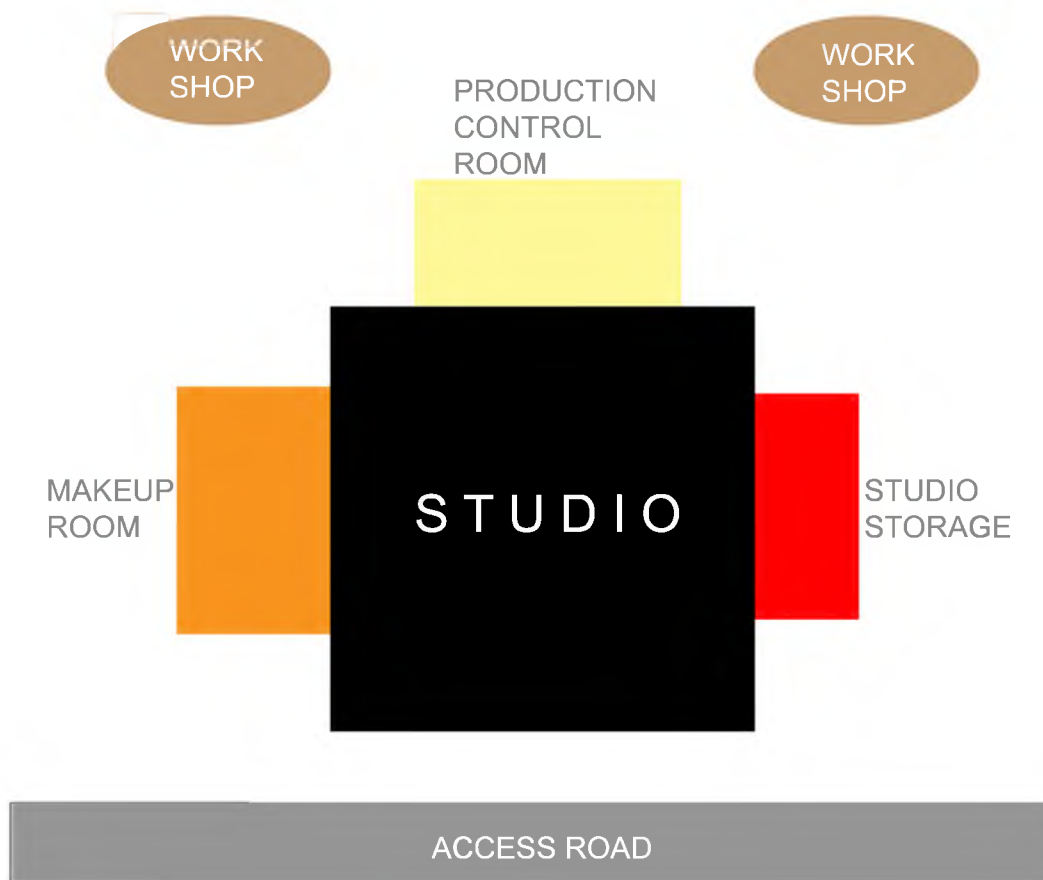 WORK
SHOP
WORK
SHOP
PRODUCTION
CONTROL
ROOM
MAKEUP
ROOM
STUDIO
STUDIO
STORAGE
ACCESS ROAD